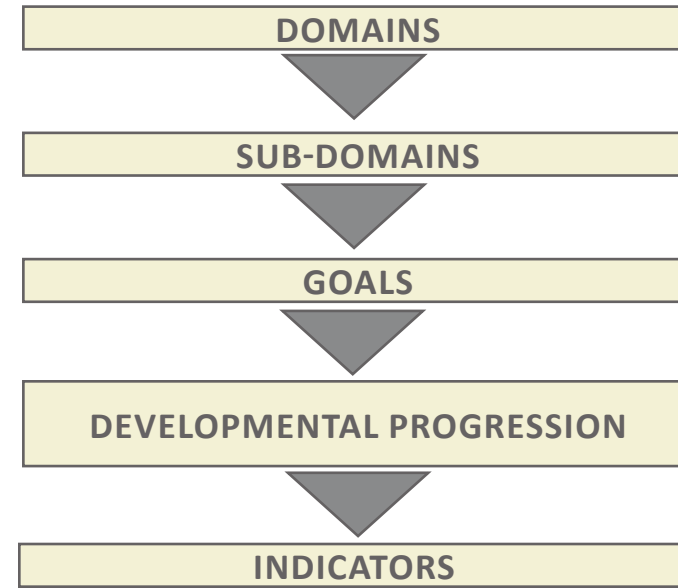 DOMAINS
SUB-DOMAINS
GOALS
DEVELOPMENTAL PROGRESSION
INDICATORS